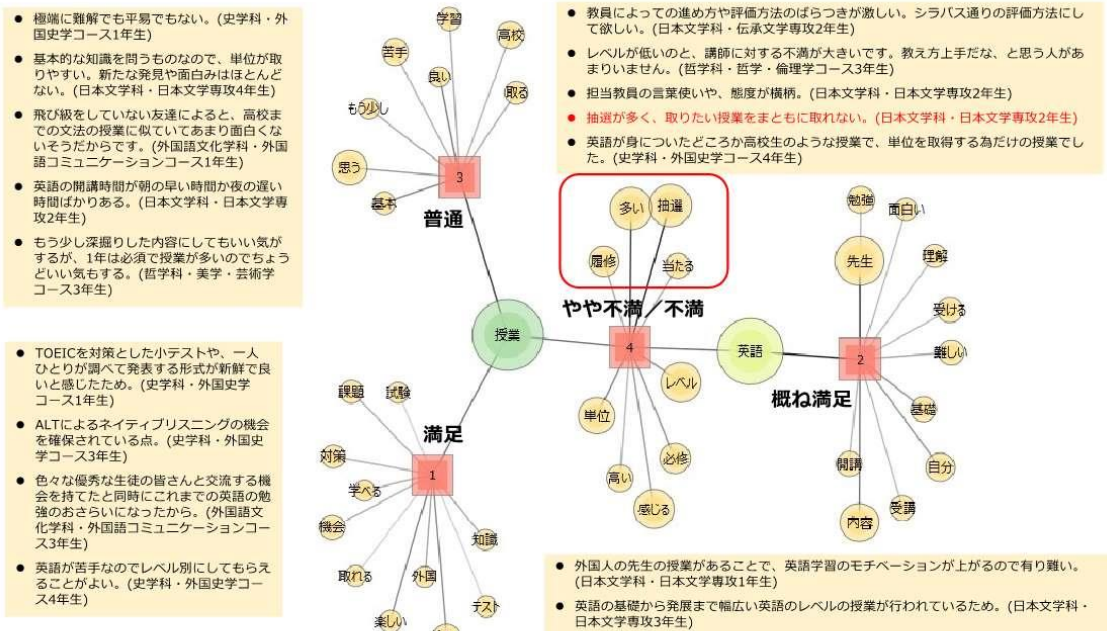 ● 極端に難解でも平易でもない。(史学科・外
国史学コース1年生)
● 基本的な知識を問うものなので、単位が取
りやすい。新たな発見や面白みはほとんど
ない。(日本文学科・日本文学専攻4年生)
● 飛び級をしていない友達によると、高校ま
での文法の授業に似ていてあまり面白くな
いそうだからです。(外国語文化学科・外国
語コミュニケーションコース1年生)
● 英語の開講時間が朝の早い時間か夜の遅い
時間ばかりある。(日本文学科・日本文学専
攻2年生)
● もう少し深掘りした内容にしてもいい気が
するが、1年は必須で授業が多いのでちょう
どいい気もする。(哲学科・美学・芸術学
コース3年生)
学習
高校
苦手
良い
取る
もう少し
思う
3
基本
普通
● 教員によっての進め方や評価方法のばらつきが激しい。シラバス通りの評価方法にし
て欲しい。(日本文学科・伝承文学専攻2年生)
● レベルが低いのと、講師に対する不満が大きいです。教え方上手だな、と思う人があ
まりいません。(哲学科・哲学・倫理学コース3年生)
● 担当教員の言葉使いや、態度が横柄。(日本文学科・日本文学専攻2年生)
● 抽選が多く、取りたい授業をまともに取れない。(日本文学科・日本文学専攻2年生)
● 英語が身についたどころか高校生のような授業で、単位を取得する為だけの授業でし
た。(史学科・外国史学コース4年生)
多い
抽選
履修
当たる
やや不満／不満
授業
4
英語
レベル
単位
必修
高い
感じる
勉強
面白い
先生
理解
受ける
難しい
2
概ね満足
基礎
開講
自分
受講
内容
● TOEICを対策とした小テストや、一人
ひとりが調べて発表する形式が新鮮で良
いと感じたため。(史学科・外国史学
コース1年生)
● ALTによるネイティブリスニングの機会
を確保されている点。(史学科・外国史
学コース3年生)
● 色々な優秀な生徒の皆さんと交流する機
会を持てたと同時にこれまでの英語の勉
強のおさらいになったから。(外国語文
化学科・外国語コミュニケーションコー
ス3年生)
● 英語が苦手なのでレベル別にしてもらえ
ることがよい。(史学科・外国史学コー
ス4年生)
課題
試験
満足
対策
1
学べる
機会
知識
取れる
外国
テスト
楽しい
● 外国人の先生の授業があることで、英語学習のモチベーションが上がるので有り難い。
(日本文学科・日本文学専攻1年生)
● 英語の基礎から発展まで幅広い英語のレベルの授業が行われているため。(日本文学科・
日本文学専攻3年生)